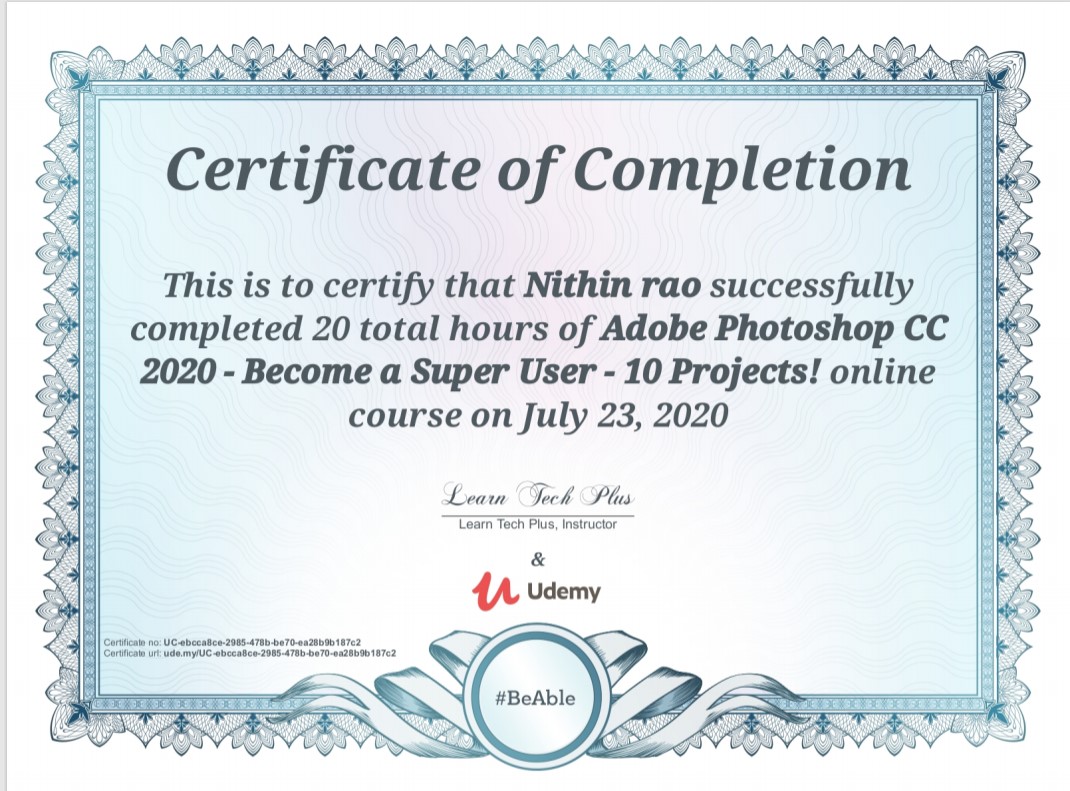 Certificate of Completion
This is to certify that Nithin rao successfully
completed 20 total hours of Adobe Photoshop CC
2020 - Become a Super User - 10 Projects! online
course on July 23, 2020
Learn Tech Plus
Learn Tech Plus, Instructor
&
Udemy
Certificate no: UC-ebcca8ce-2985-478b-be70-ea28b9b187c2
Certificate url: ude.my/UC-ebcca8ce-2985-478b-be70-ea28b9b187c2
#BeAble